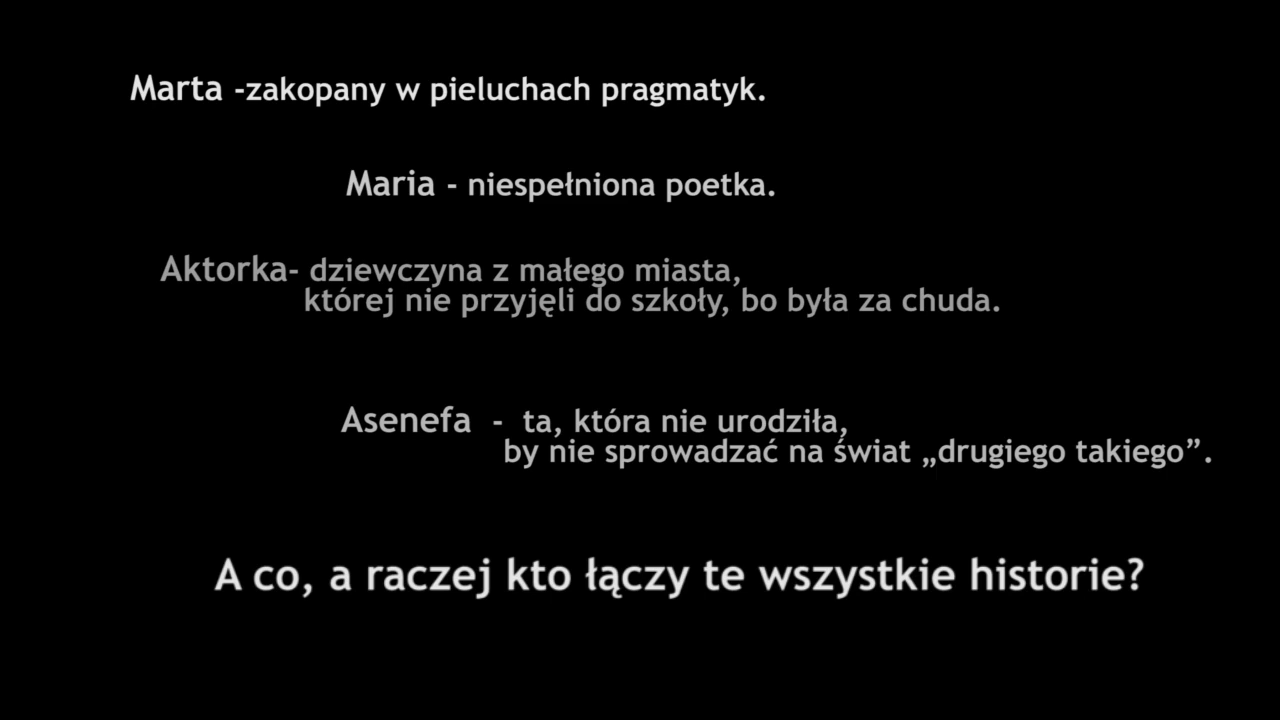 Marta -zakopany w pieluchach pragmatyk.
Maria - niespełniona poetka.
Aktorka- dziewczyna z małego miasta,
której nie przyjęli do szkoły, bo była za chuda.
Asenefa - ta, która nie urodziła,
by nie sprowadzać na świat „drugiego takiego”.
A co, a raczej kto łączy te wszystkie historie?